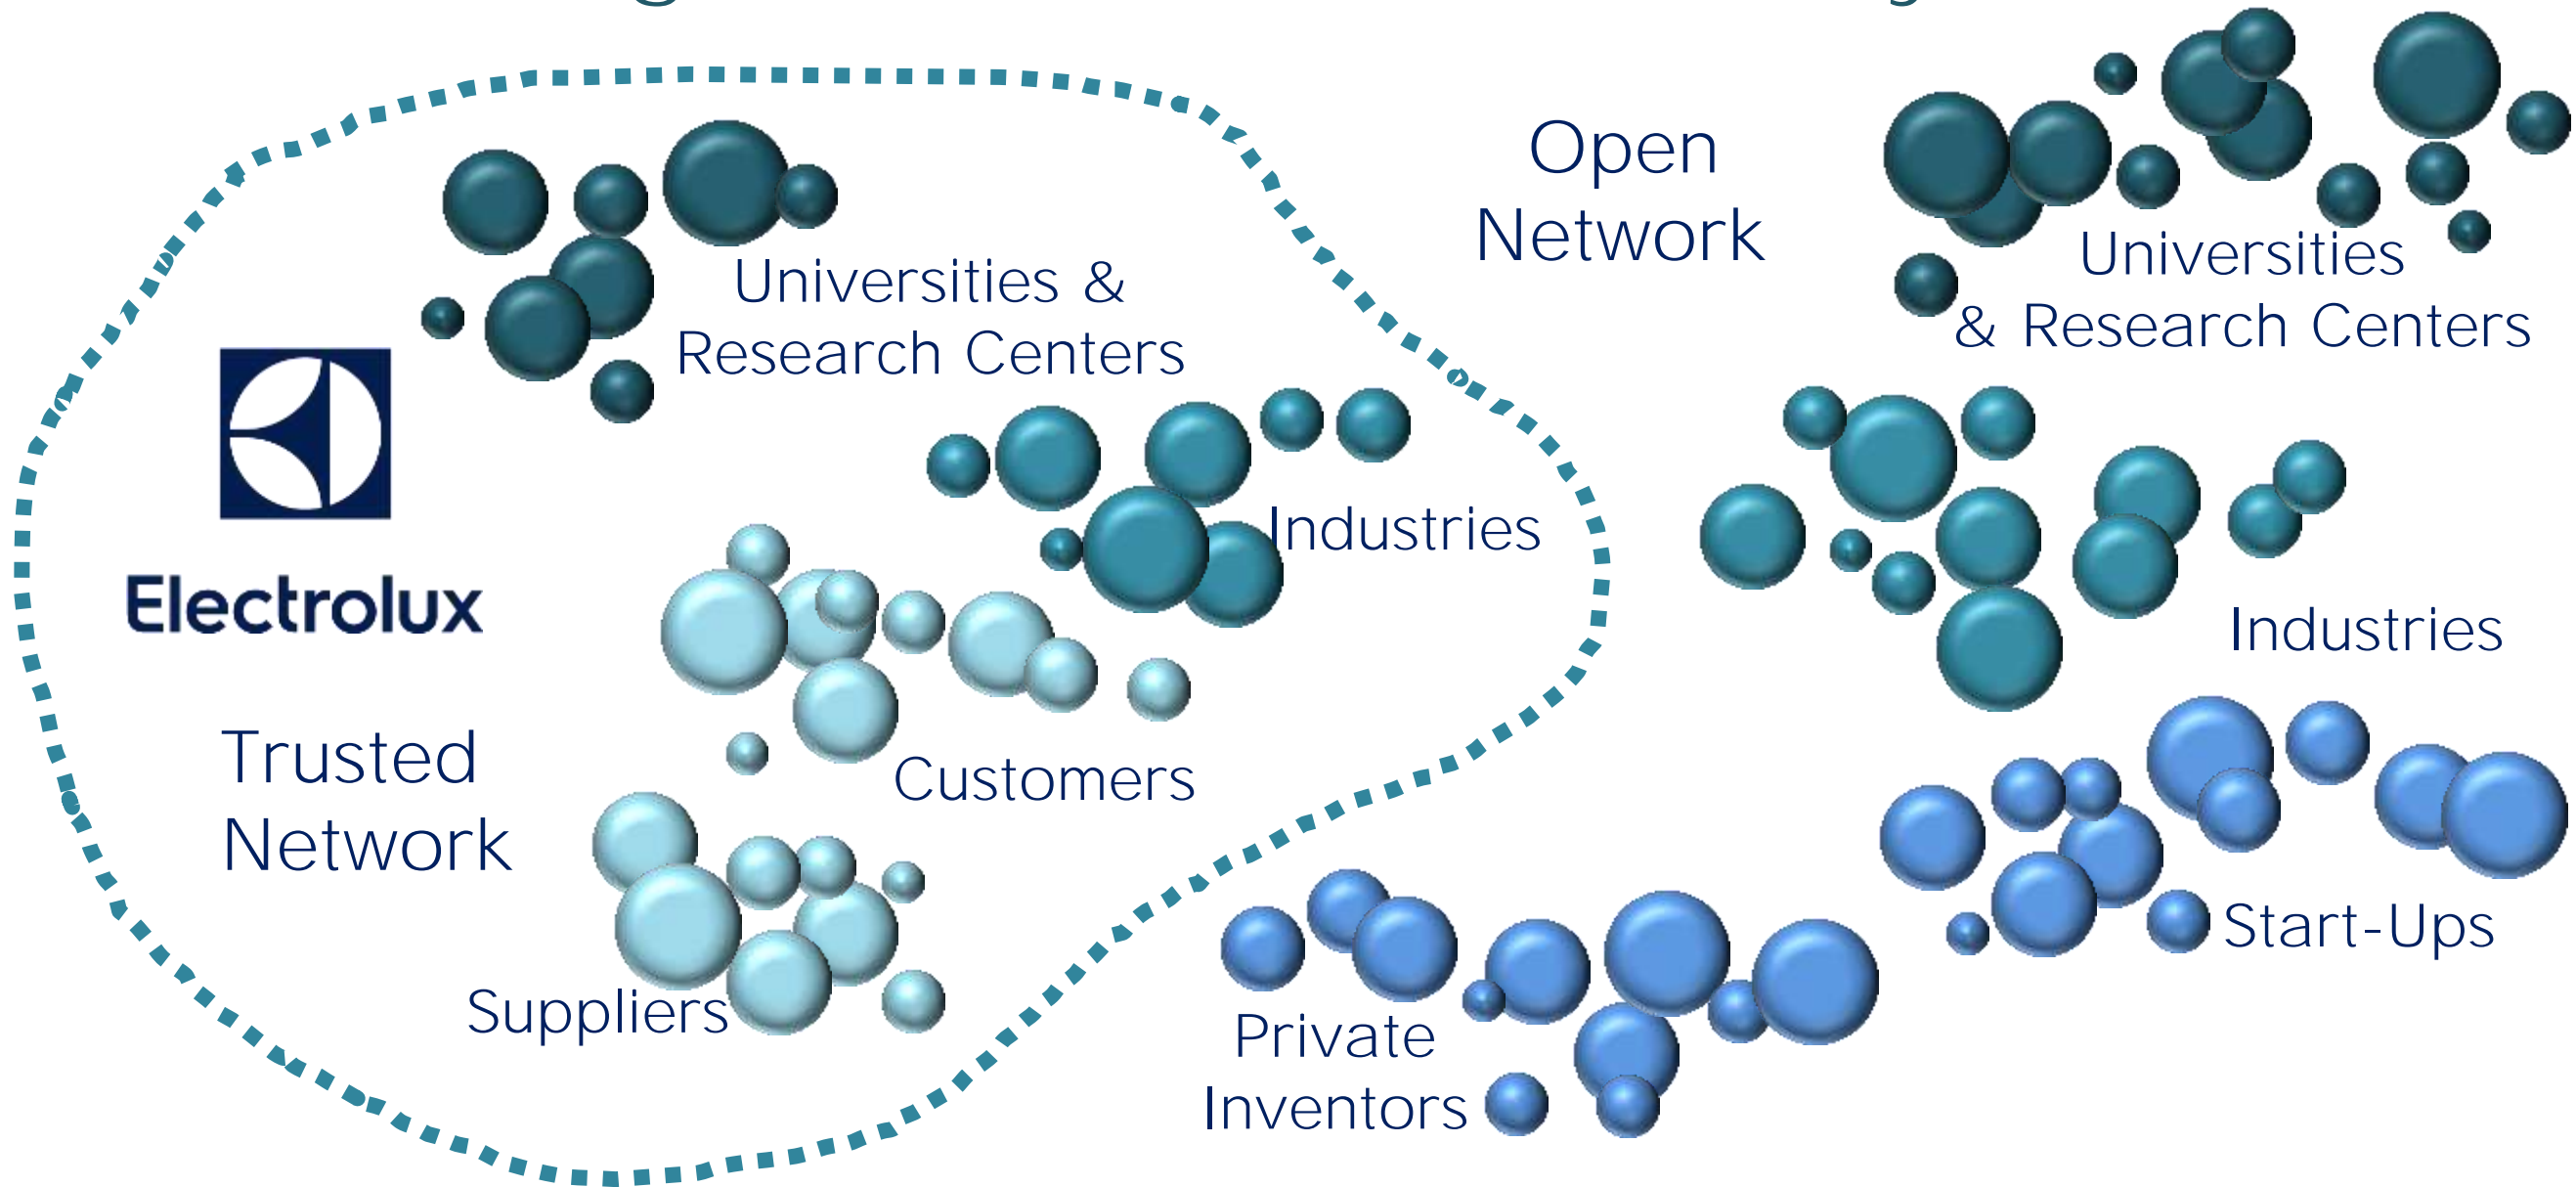 Open
Network
Universities
& Research Centers
Universities &
Research Centers
Industries
Industries
Electrolux
Trusted
Network
Customers
Suppliers
Start-Ups
Private
Inventors